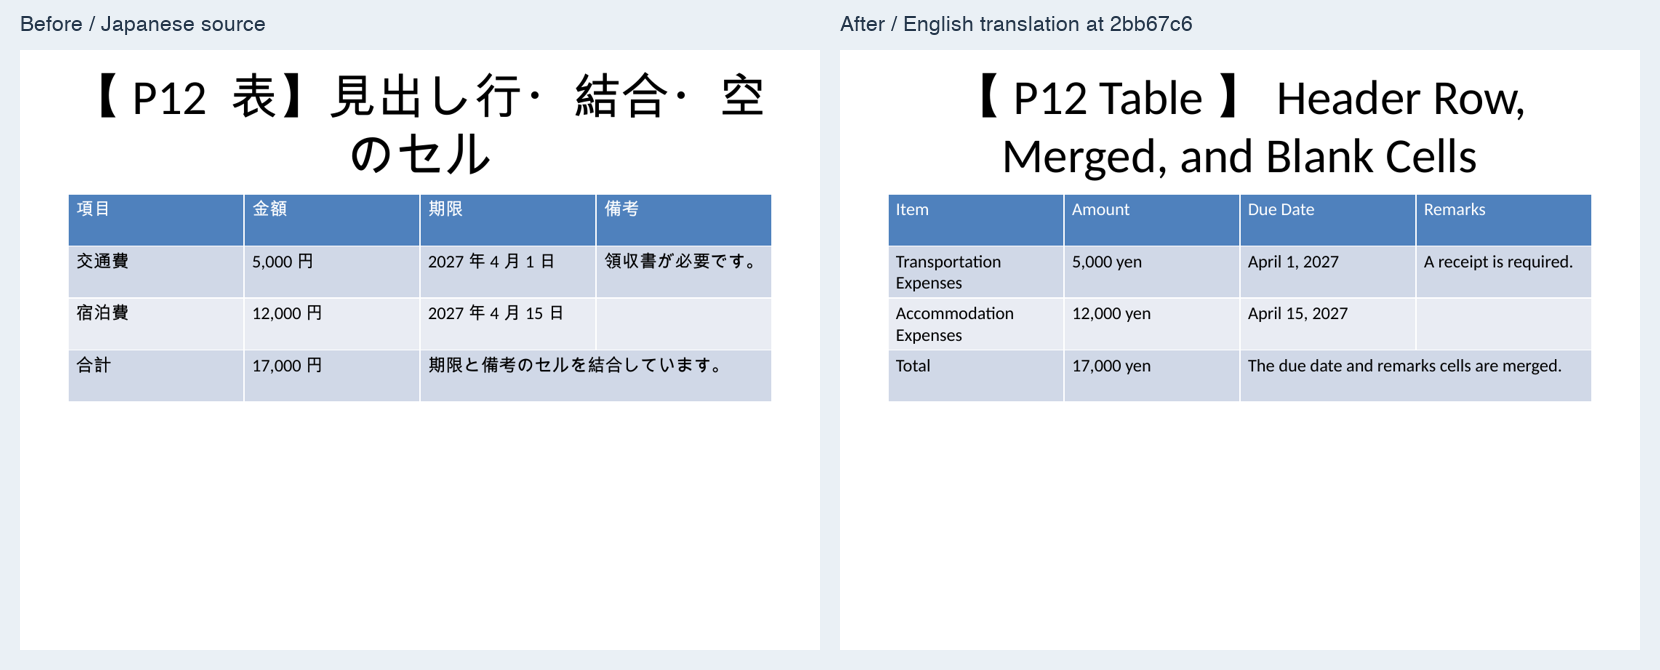 Before / Japanese source
【P12 表】見出し行・結合・空
のセル
項目 金額 期限 備考
交通費 5,000 円 2027 年 4 月 1 日 領収書が必要です。
宿泊費 12,000 円 2027 年 4 月 15 日
合計 17,000 円 期限と備考のセルを結合しています。
After / English translation at 2bb67c6
【P12 Table】 Header Row,
Merged, and Blank Cells
Item Amount Due Date Remarks
Transportation
Expenses 5,000 yen April 1, 2027 A receipt is required.
Accommodation
Expenses 12,000 yen April 15, 2027
Total 17,000 yen The due date and remarks cells are merged.